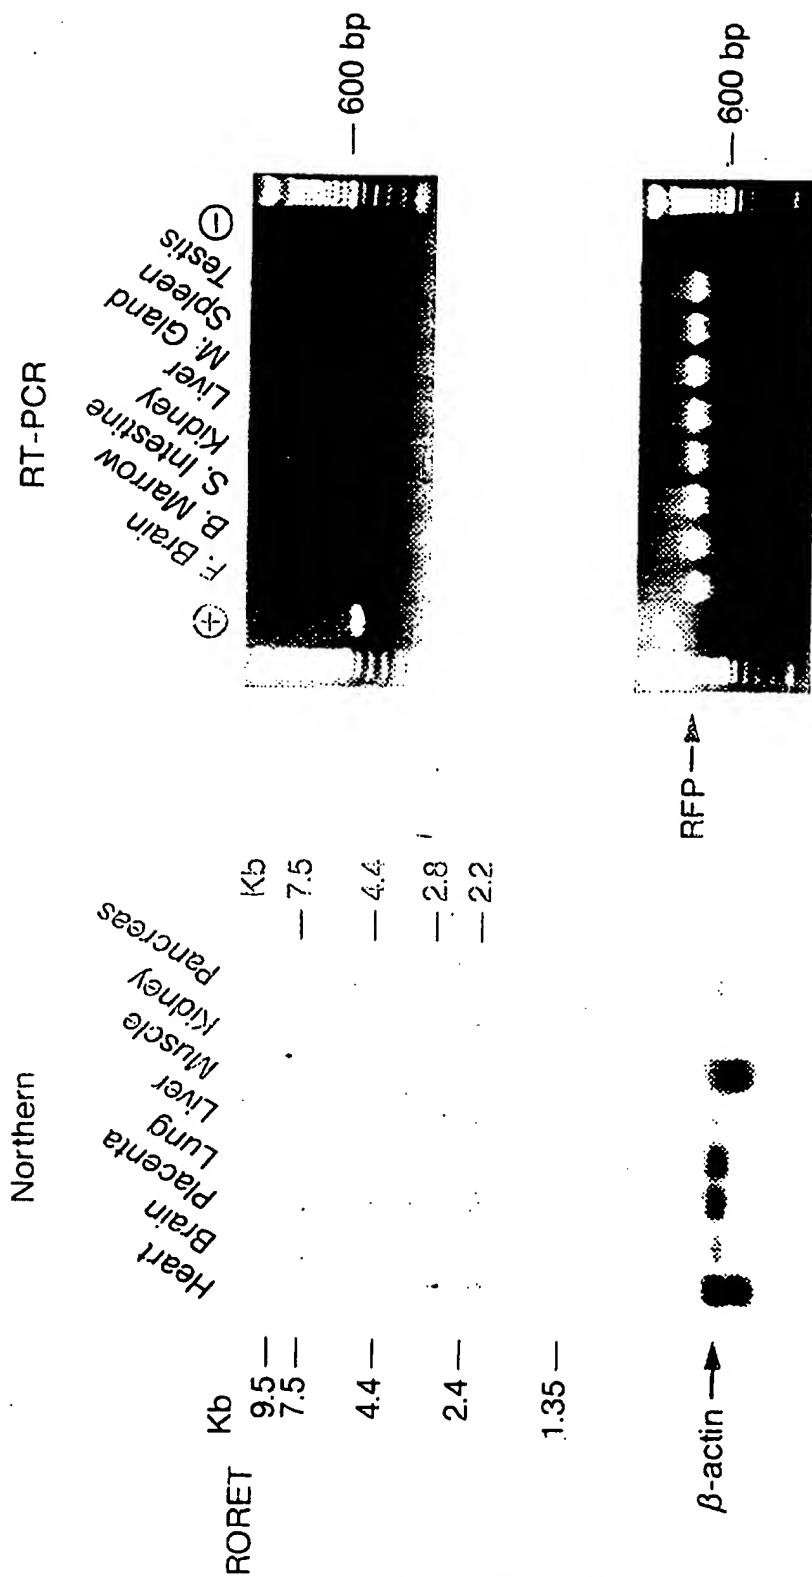 Northern
Heart
Brain
Placenta
Lung
Liver
Muscle
Kidney
Pancreas
RORET
Kb
9.5
7.5
4.4
2.4
1.35
Kb
7.5
4.4
2.8
2.2
β-actin
RT-PCR
+
F. Brain
B. Marrow
S. Intestine
Kidney
Liver
M. Gland
Spleen
Testis
−
600 bp
RFP
600 bp